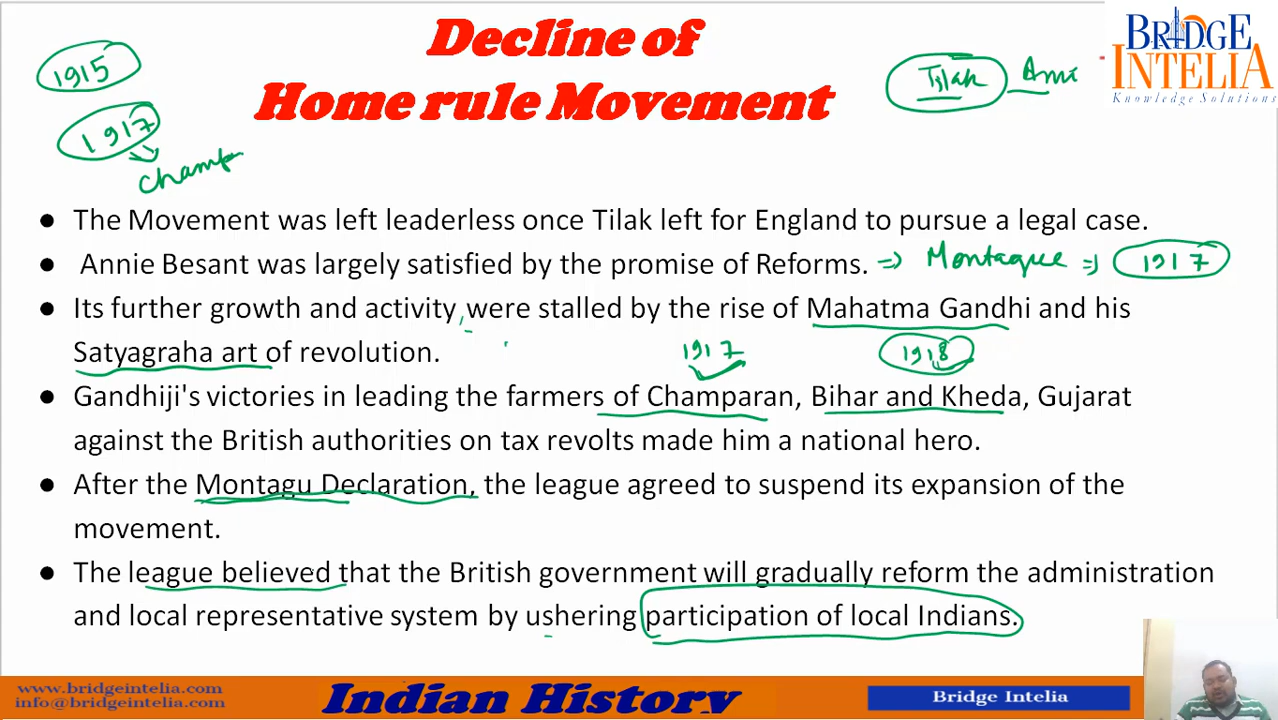 Decline of
Home rule Movement
1915
1917
Champ
Tilak Anni
BRIDGE
INTELIA
Knowledge Solutions
● The Movement was left leaderless once Tilak left for England to pursue a legal case.
● Annie Besant was largely satisfied by the promise of Reforms. => Montague => 1917
● Its further growth and activity were stalled by the rise of Mahatma Gandhi and his
Satyagraha art of revolution.
1917 1918
● Gandhiji's victories in leading the farmers of Champaran, Bihar and Kheda, Gujarat
against the British authorities on tax revolts made him a national hero.
● After the Montagu Declaration, the league agreed to suspend its expansion of the
movement.
● The league believed that the British government will gradually reform the administration
and local representative system by ushering participation of local Indians.
www.bridgeintelia.com
info@bridgeintelia.com
Indian History
Bridge Intelia